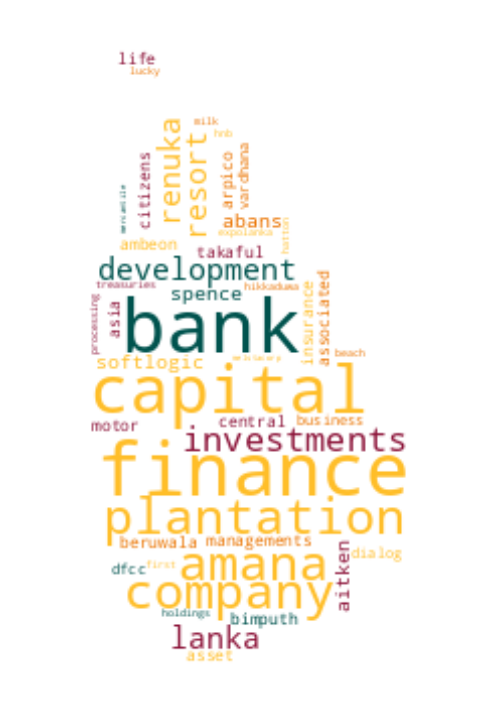 life
lucky
milk
hnb
renuka
resort
citizens
arpico
vardhana
mercantile
abans
expolanka
hatton
ambeon
takaful
development
treasuries
hikkaduwa
spence
associated
insurance
processing
asia
bank
beach
softlogic
capital
central
business
motor
investments
finance
plantation
beruwala
managements
aitken
dialog
dfcc
first
amana
company
holdings
bimputh
lanka
asset